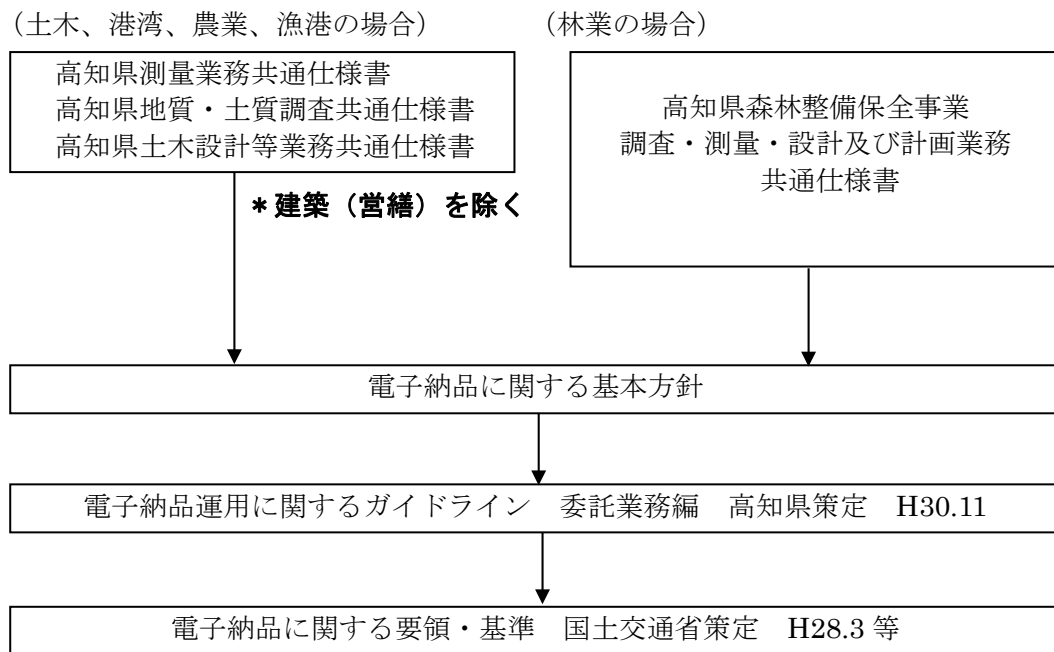 （土木、港湾、農業、漁港の場合）
高知県測量業務共通仕様書
高知県地質・土質調査共通仕様書
高知県土木設計等業務共通仕様書
＊建築（営繕）を除く
（林業の場合）
高知県森林整備保全事業
調査・測量・設計及び計画業務
共通仕様書
電子納品に関する基本方針
電子納品運用に関するガイドライン　委託業務編　高知県策定　H30.11
電子納品に関する要領・基準　国土交通省策定　H28.3 等